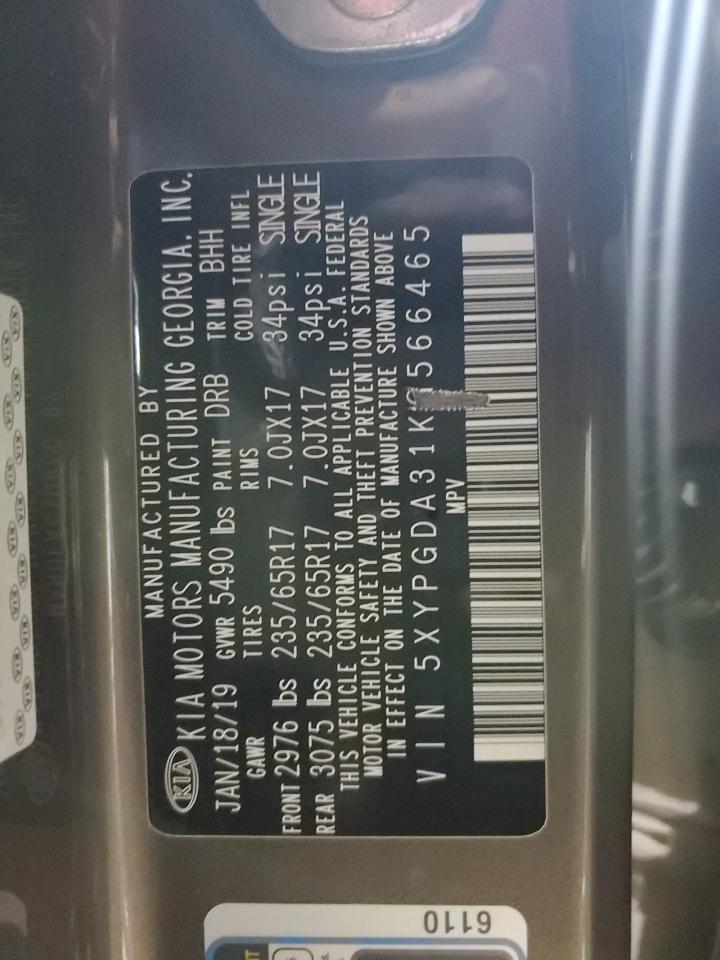 MANUFACTURED BY
KIA KIA MOTORS MANUFACTURING GEORGIA, INC.
JAN/18/19 GVWR 5490 lbs PAINT DRB TRIM BHH
GAWR TIRES RIMS COLD TIRE INFL
FRONT 2976 lbs 235/65R17 7.0JX17 34psi SINGLE
REAR 3075 lbs 235/65R17 7.0JX17 34psi SINGLE
THIS VEHICLE CONFORMS TO ALL APPLICABLE U.S.A. FEDERAL
MOTOR VEHICLE SAFETY AND THEFT PREVENTION STANDARDS
IN EFFECT ON THE DATE OF MANUFACTURE SHOWN ABOVE
VIN 5XYPGDA31K 566465
MPV
6110